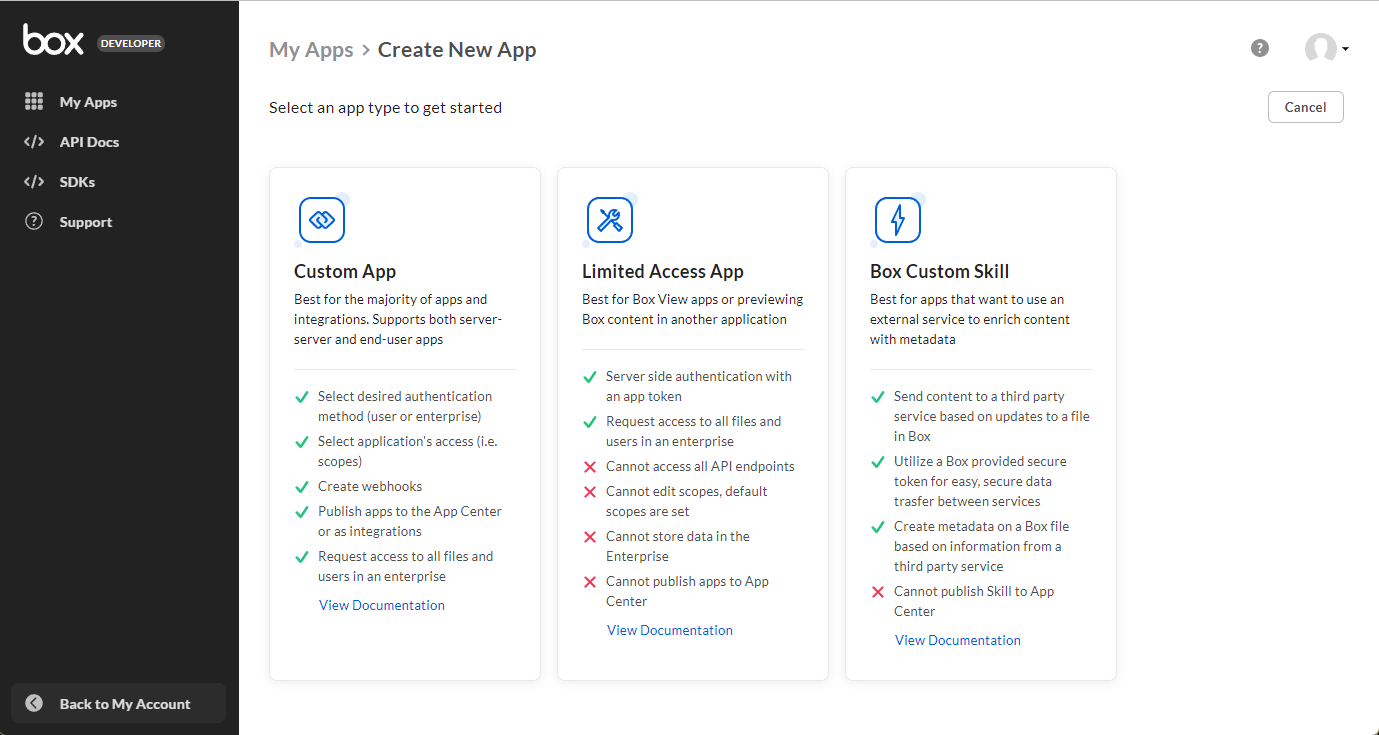 box DEVELOPER
My Apps
API Docs
SDKs
Support
Back to My Account
My Apps > Create New App
?
Select an app type to get started
Cancel
Custom App
Best for the majority of apps and
integrations. Supports both server-
server and end-user apps
Select desired authentication
method (user or enterprise)
Select application's access (i.e.
scopes)
Create webhooks
Publish apps to the App Center
or as integrations
Request access to all files and
users in an enterprise
View Documentation
Limited Access App
Best for Box View apps or previewing
Box content in another application
Server side authentication with
an app token
Request access to all files and
users in an enterprise
Cannot access all API endpoints
Cannot edit scopes, default
scopes are set
Cannot store data in the
Enterprise
Cannot publish apps to App
Center
View Documentation
Box Custom Skill
Best for apps that want to use an
external service to enrich content
with metadata
Send content to a third party
service based on updates to a file
in Box
Utilize a Box provided secure
token for easy, secure data
trasfer between services
Create metadata on a Box file
based on information from a
third party service
Cannot publish Skill to App
Center
View Documentation